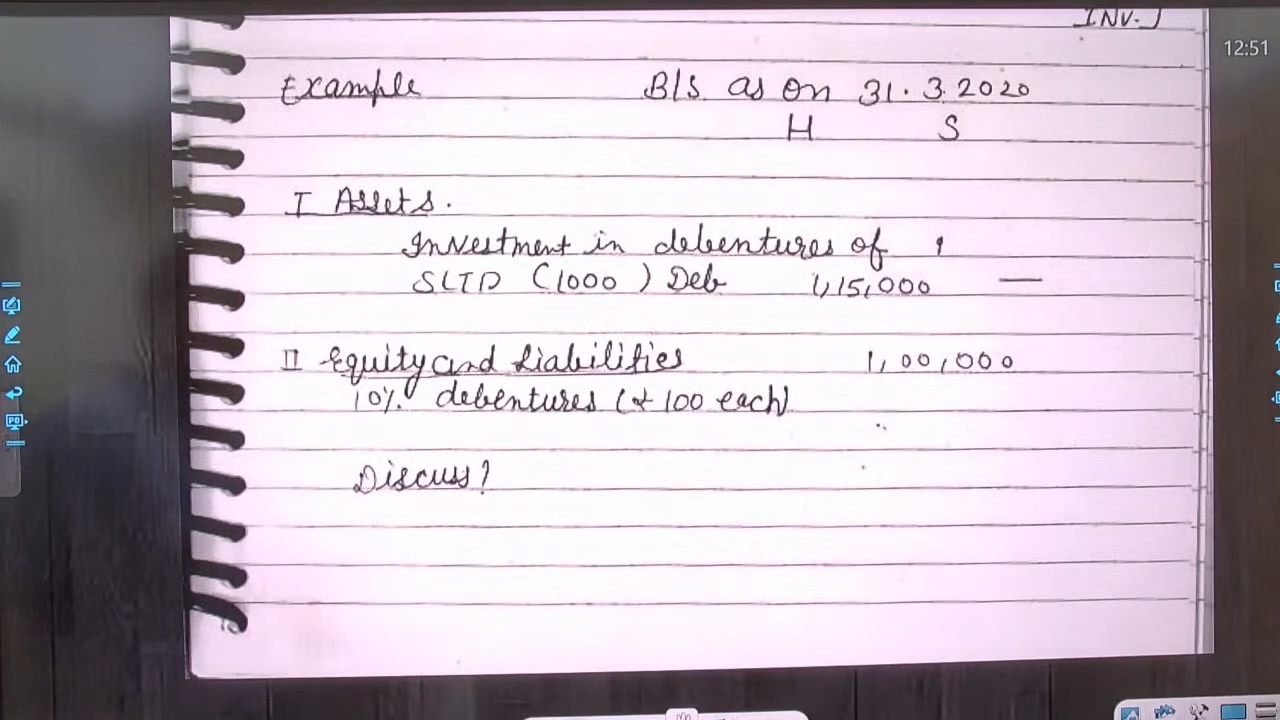 INV.J
12:51
Example B/S as on 31.3.2020
H S
I Assets.
Investment in debentures of
SLTD (1000) Deb 1,15,000 —
II Equity and Liabilities 1,00,000
10% debentures (₹ 100 each)
Discuss?